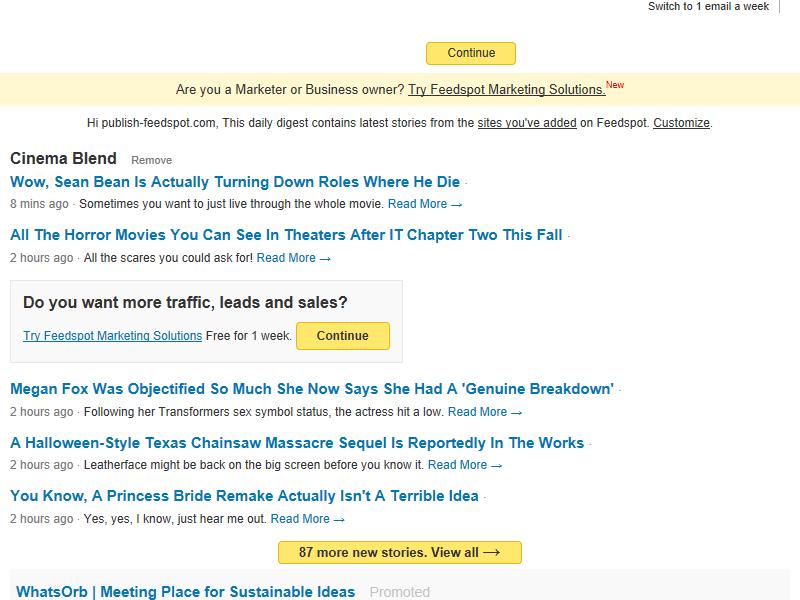 Switch to 1 email a week
Continue
Are you a Marketer or Business owner? Try Feedspot Marketing Solutions.New
Hi publish-feedspot.com, This daily digest contains latest stories from the sites you've added on Feedspot. Customize.
Cinema Blend Remove
Wow, Sean Bean Is Actually Turning Down Roles Where He Die ·
8 mins ago · Sometimes you want to just live through the whole movie. Read More →
All The Horror Movies You Can See In Theaters After IT Chapter Two This Fall ·
2 hours ago · All the scares you could ask for! Read More →
Do you want more traffic, leads and sales?
Try Feedspot Marketing Solutions Free for 1 week. Continue
Megan Fox Was Objectified So Much She Now Says She Had A 'Genuine Breakdown' ·
2 hours ago · Following her Transformers sex symbol status, the actress hit a low. Read More →
A Halloween-Style Texas Chainsaw Massacre Sequel Is Reportedly In The Works ·
2 hours ago · Leatherface might be back on the big screen before you know it. Read More →
You Know, A Princess Bride Remake Actually Isn't A Terrible Idea ·
2 hours ago · Yes, yes, I know, just hear me out. Read More →
87 more new stories. View all →
WhatsOrb | Meeting Place for Sustainable Ideas Promoted